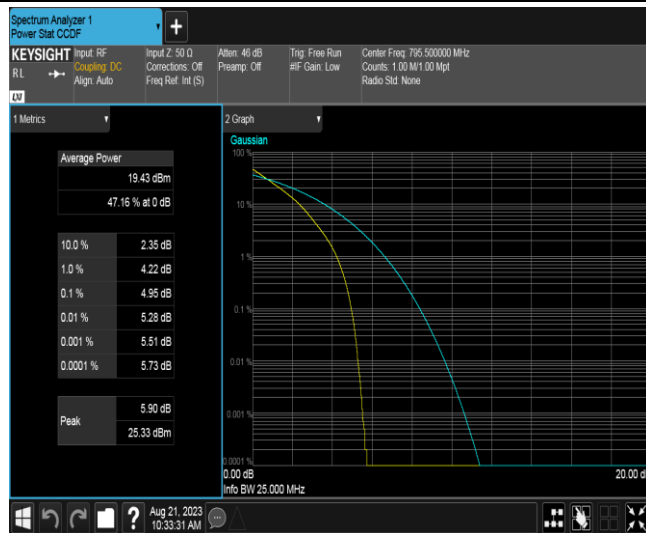 Spectrum Analyzer 1
Power Stat CCDF
+
KEYSIGHT
RL
Input: RF
Coupling: DC
Align: Auto
Input Z: 50 Ω
Corrections: Off
Freq Ref: Int (S)
Atten: 46 dB
Preamp: Off
Trig: Free Run
#IF Gain: Low
Center Freq: 795.500000 MHz
Counts: 1.00 M/1.00 Mpt
Radio Std: None
LXI
1 Metrics
Average Power
19.43 dBm
47.16 % at 0 dB
10.0 % 2.35 dB
1.0 % 4.22 dB
0.1 % 4.95 dB
0.01 % 5.28 dB
0.001 % 5.51 dB
0.0001 % 5.73 dB
Peak
5.90 dB
25.33 dBm
2 Graph
Gaussian
100 %
10 %
1 %
0.1 %
0.01 %
0.001 %
0.0001 %
0.00 dB
20.00 d
Info BW 25.000 MHz
?
Aug 21, 2023
10:33:31 AM